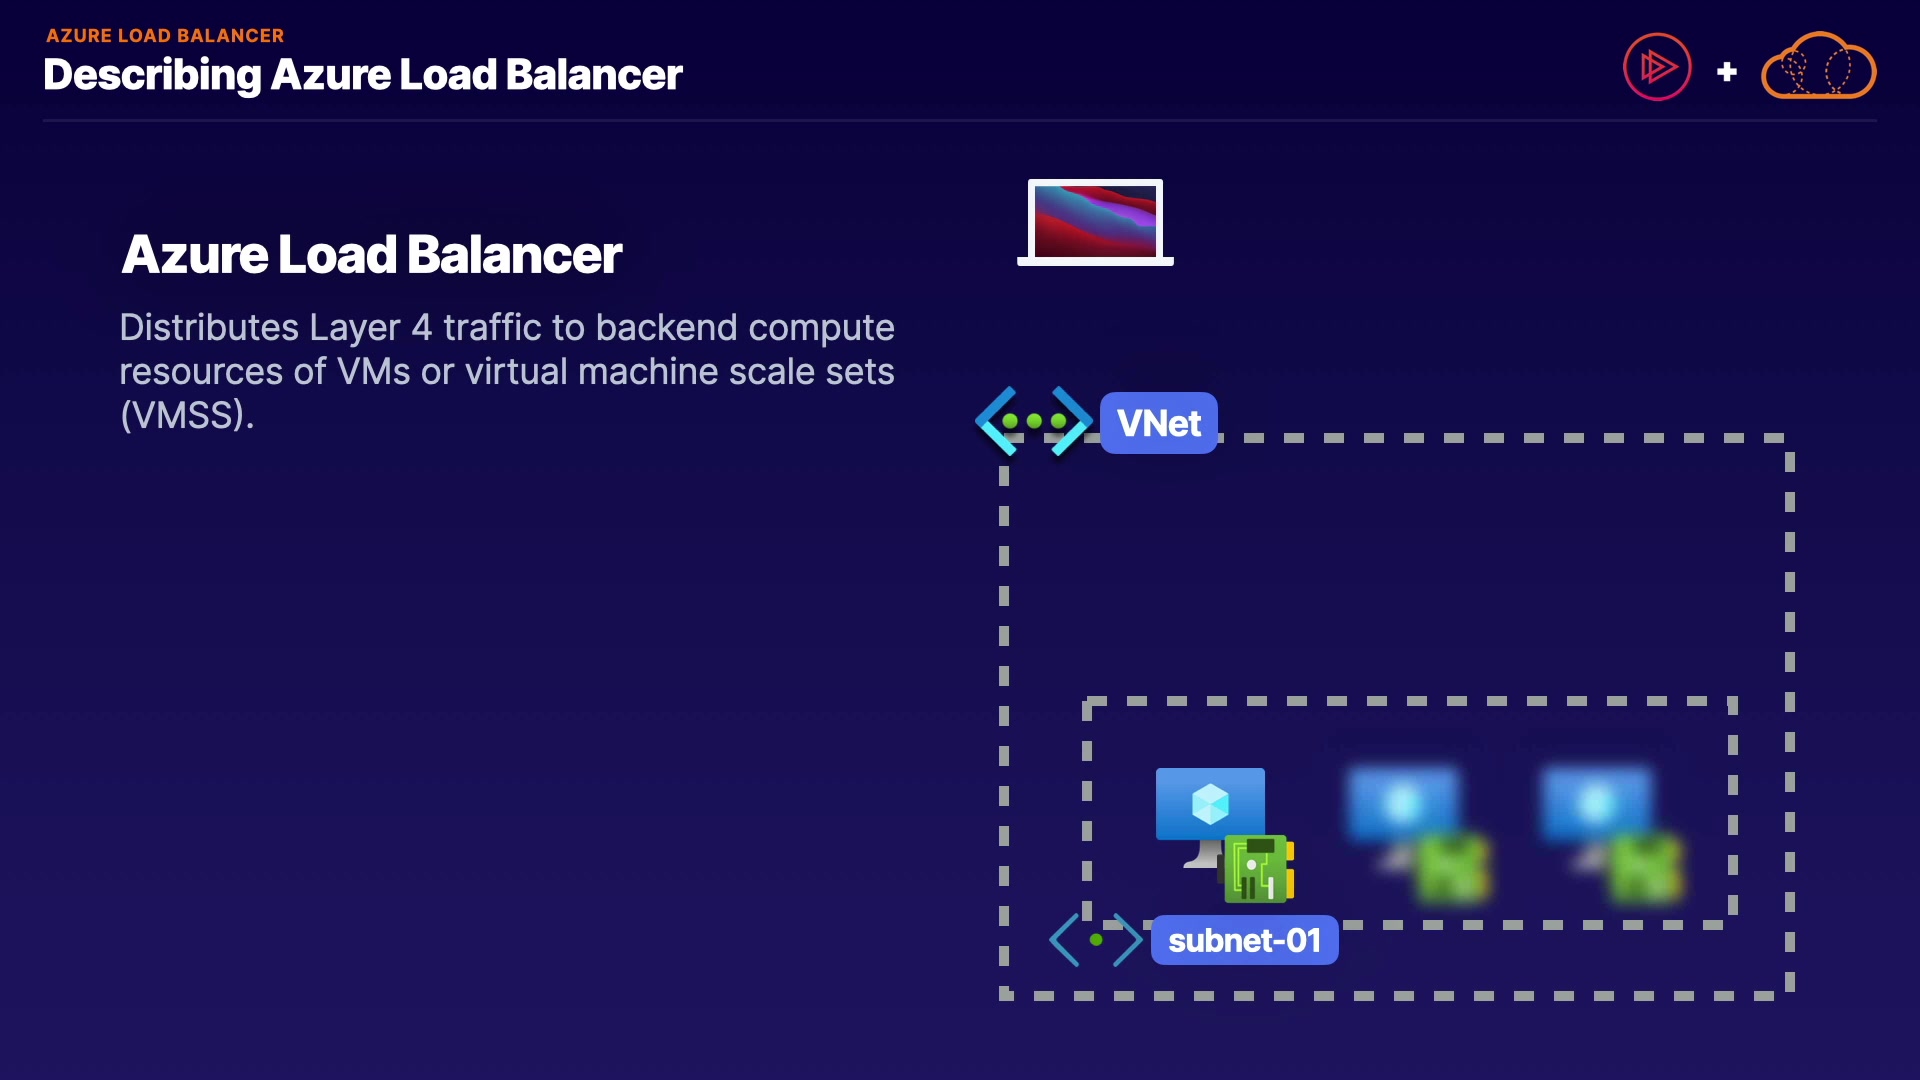 AZURE LOAD BALANCER
Describing Azure Load Balancer
+
Azure Load Balancer
Distributes Layer 4 traffic to backend compute
resources of VMs or virtual machine scale sets
(VMSS).
VNet
subnet-01